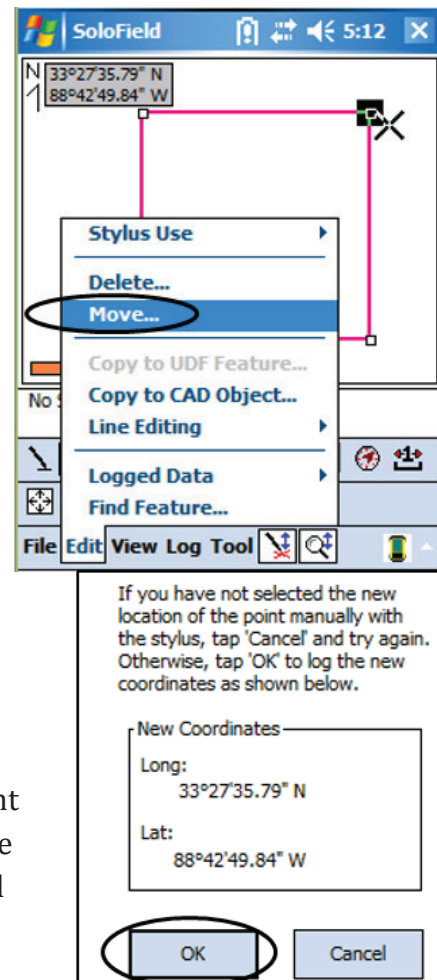 SoloField 5:12
N 33°27'35.79" N
88°42'49.84" W
Stylus Use
Delete...
Move...
Copy to UDF Feature...
Copy to CAD Object...
No
Line Editing
Logged Data
Find Feature...
File Edit View Log Tool
If you have not selected the new
location of the point manually with
the stylus, tap 'Cancel' and try again.
Otherwise, tap 'OK' to log the new
coordinates as shown below.
New Coordinates
Long:
33°27'35.79" N
Lat:
88°42'49.84" W
OK Cancel